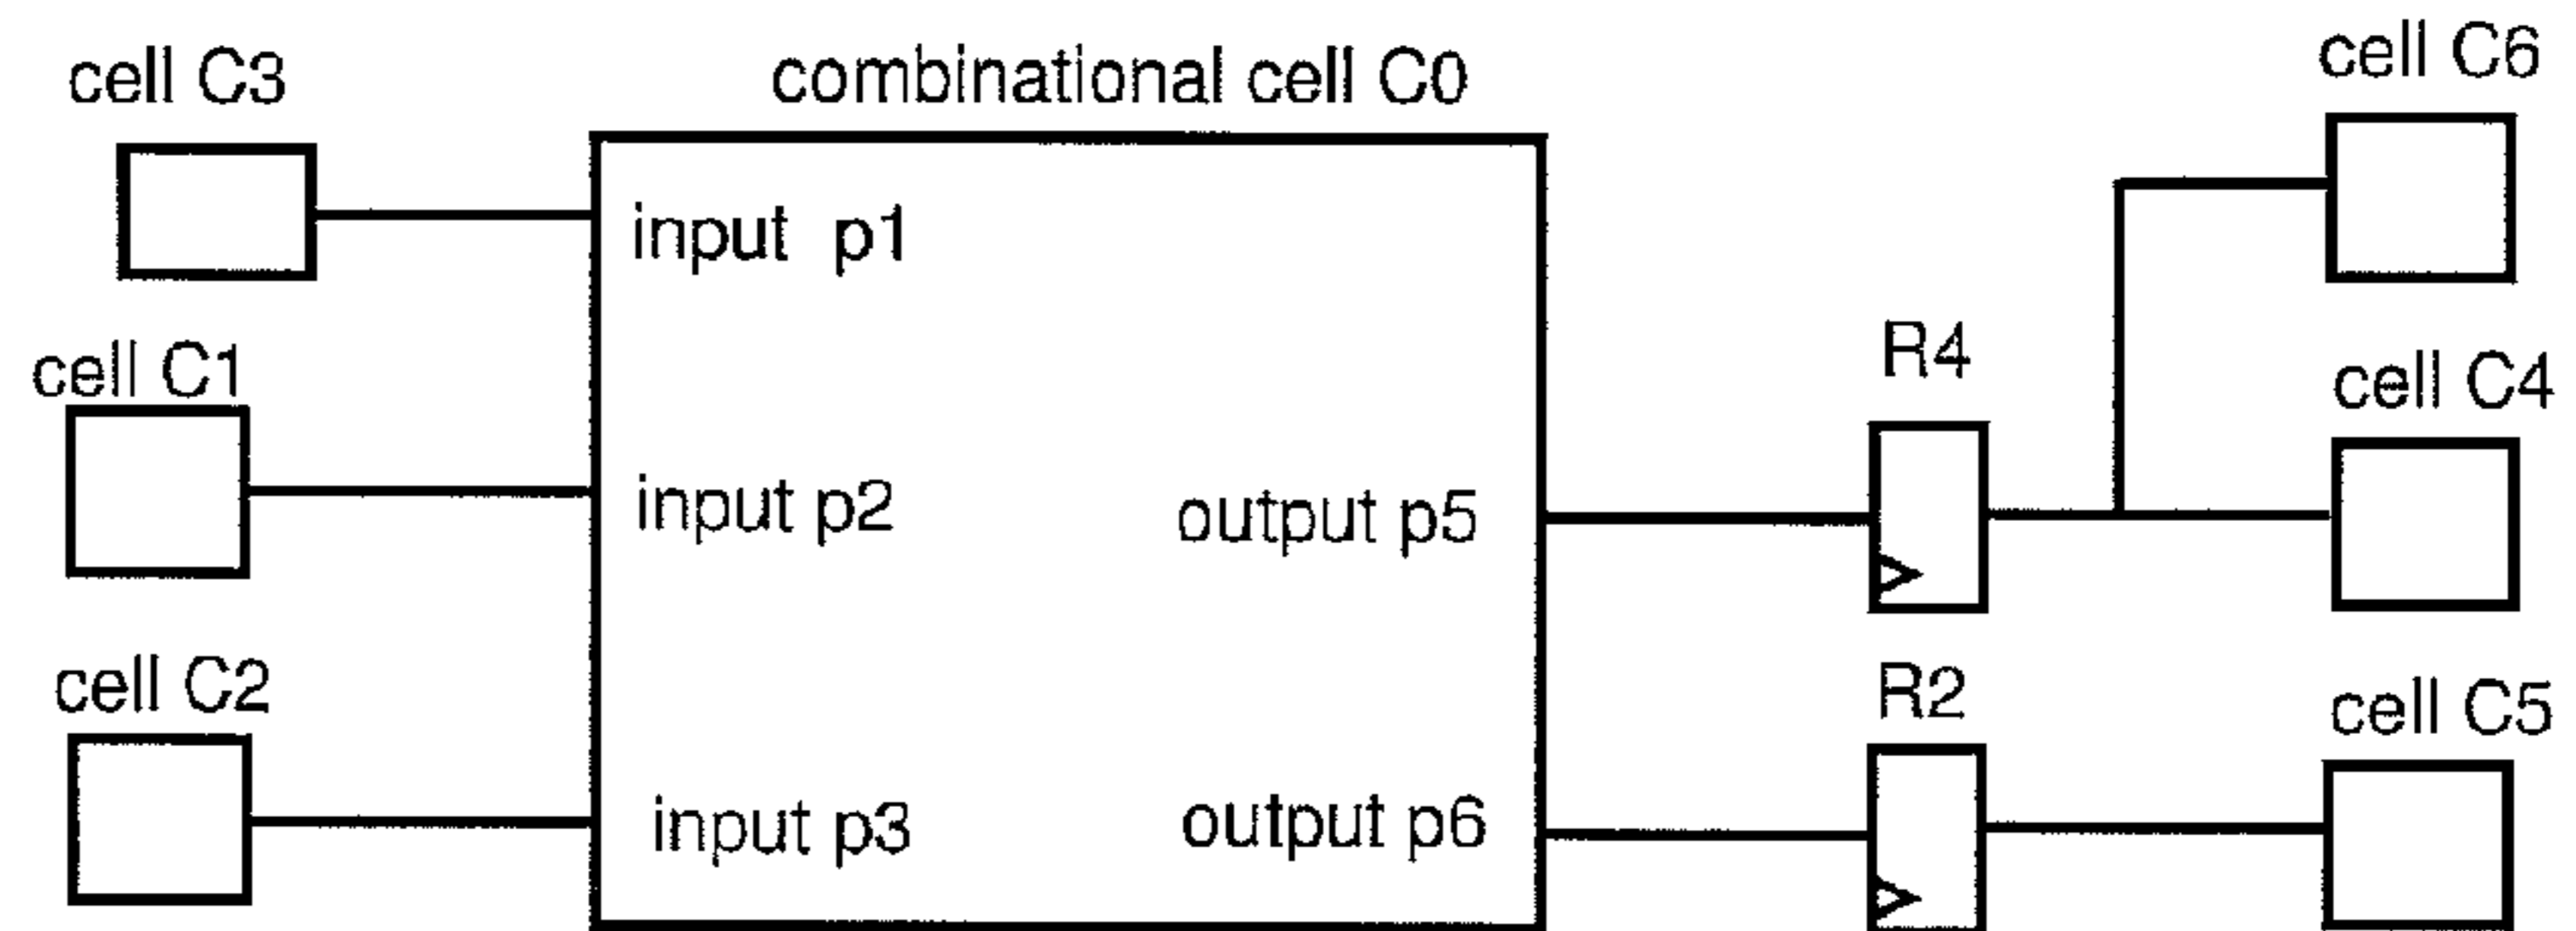 cell C3
combinational cell C0
cell C6
input p1
cell C1
R4
cell C4
input p2
output p5
cell C2
R2
cell C5
input p3
output p6